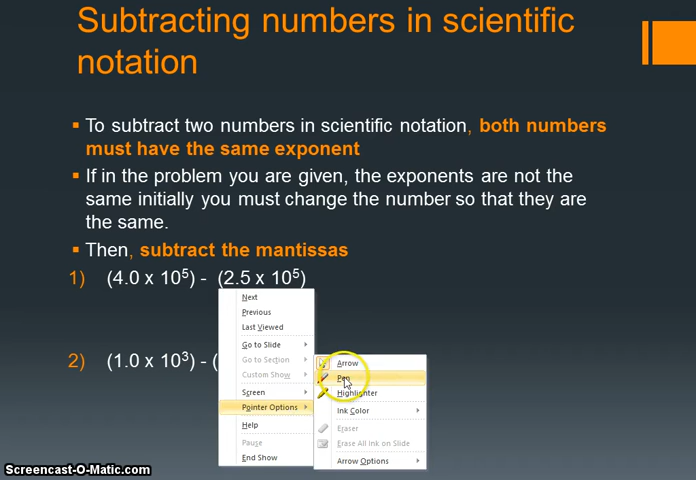 Subtracting numbers in scientific
notation
▪ To subtract two numbers in scientific notation, both numbers
must have the same exponent
▪ If in the problem you are given, the exponents are not the
same initially you must change the number so that they are
the same.
▪ Then, subtract the mantissas
1) (4.0 x 10⁵) - (2.5 x 10⁵)
2) (1.0 x 10³) - (
Next
Previous
Last Viewed
Go to Slide
Go to Section
Custom Show
Screen
Pointer Options
Help
Pause
End Show
Arrow
Pen
Highlighter
Ink Color
Eraser
Erase All Ink on Slide
Arrow Options
Screencast-O-Matic.com